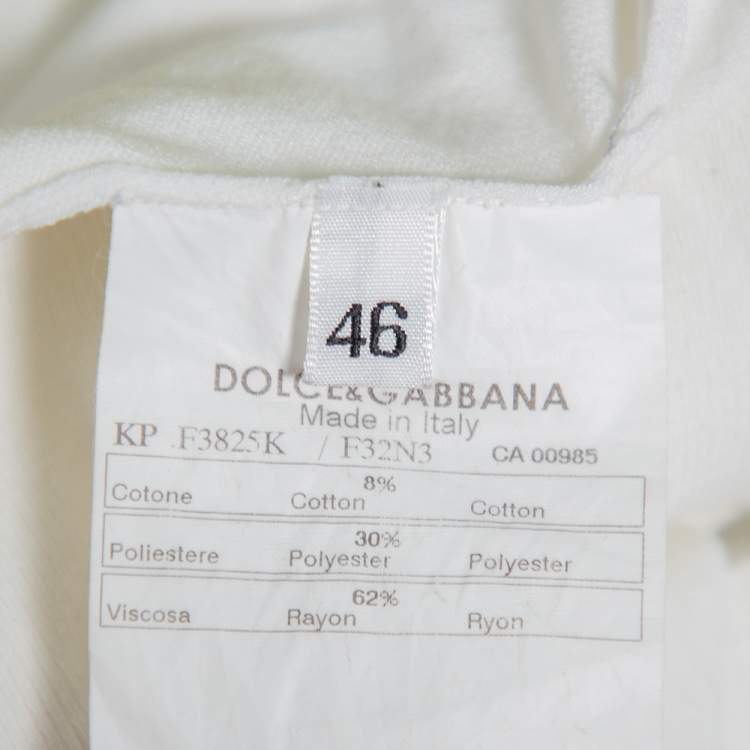 46
DOLCE&GABBANA
Made in Italy
KP F3825K / F32N3 CA 00985
8%
Cotone Cotton Cotton
30%
Poliestere Polyester Polyester
62%
Viscosa Rayon Ryon